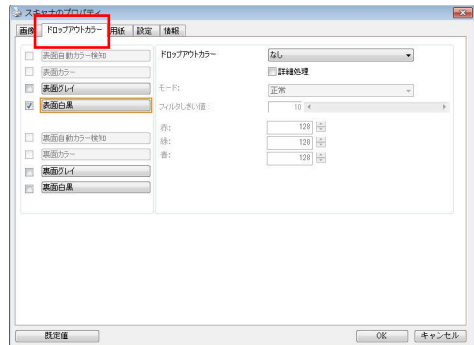 スキャナのプロパティ
画像 ドロップアウトカラー 用紙 設定 情報
表面自動カラー検知
表面カラー
表面グレイ
表面白黒
裏面自動カラー検知
裏面カラー
裏面グレイ
裏面白黒
ドロップアウトカラー なし
詳細処理
モード: 正常
フィルタしきい値: 10
赤: 128
緑: 128
青: 128
既定値 OK キャンセル